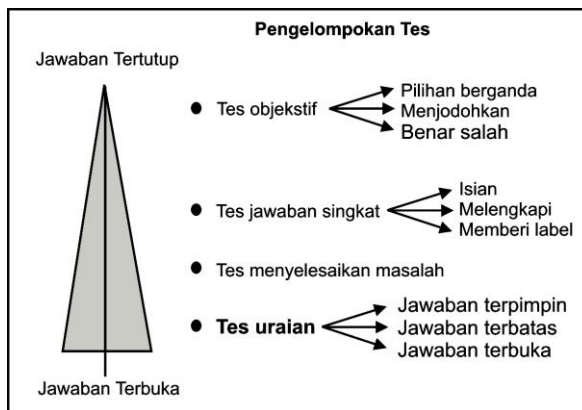 Pengelompokan Tes
Jawaban Tertutup
Tes objekstif
Pilihan berganda
Menjodohkan
Benar salah
Tes jawaban singkat
Isian
Melengkapi
Memberi label
Tes menyelesaikan masalah
Tes uraian
Jawaban terpimpin
Jawaban terbatas
Jawaban terbuka
Jawaban Terbuka